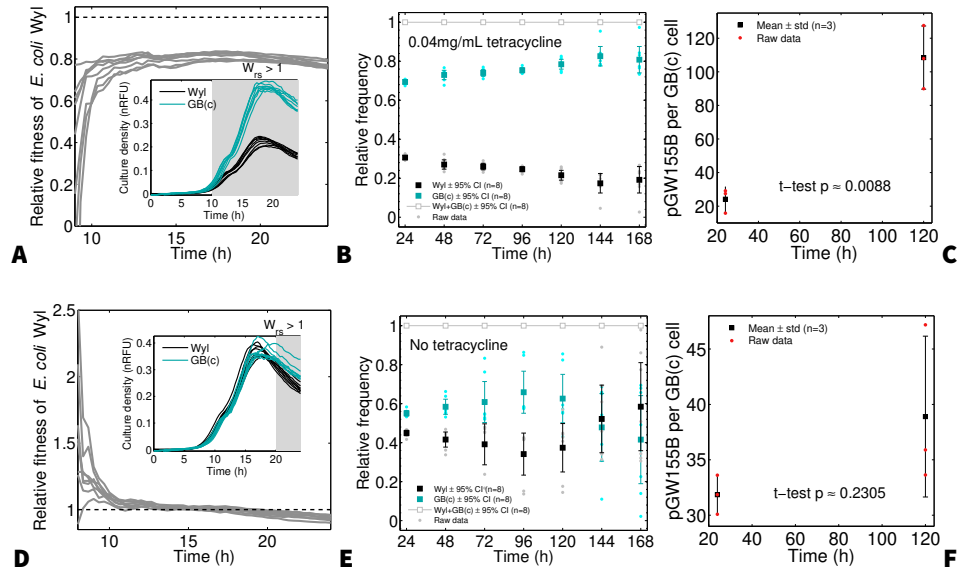 Relative fitness of E. coli Wyl
1
0.8
0.6
0.4
0.2
0
10
15
20
Time (h)
W_rs > 1
Culture density (nRFU)
0.4
0.3
0.2
0.1
0
0
5
10
15
20
Time (h)
Wyl
GB(c)
A
Relative frequency
1
0.8
0.6
0.4
0.2
0
0.04mg/mL tetracycline
Wyl ± 95% CI (n=8)
GB(c) ± 95% CI (n=8)
Wyl+GB(c) ± 95% CI (n=8)
Raw data
24 48 72 96 120 144 168
Time (h)
B
pGW155B per GB(c) cell
140
120
100
80
60
40
20
Mean ± std (n=3)
Raw data
t−test p ≈ 0.0088
20 40 60 80 100 120
Time (h)
C
Relative fitness of E. coli Wyl
2.5
2
1.5
1
10
15
20
Time (h)
W_rs > 1
Culture density (nRFU)
0.4
0.3
0.2
0.1
0
0
5
10
15
20
Time (h)
Wyl
GB(c)
D
Relative frequency
1
0.8
0.6
0.4
0.2
0
No tetracycline
Wyl ± 95% CI (n=8)
GB(c) ± 95% CI (n=8)
Wyl+GB(c) ± 95% CI (n=8)
Raw data
24 48 72 96 120 144 168
Time (h)
E
pGW155B per GB(c) cell
45
40
35
30
Mean ± std (n=3)
Raw data
t−test p ≈ 0.2305
20 40 60 80 100 120
Time (h)
F